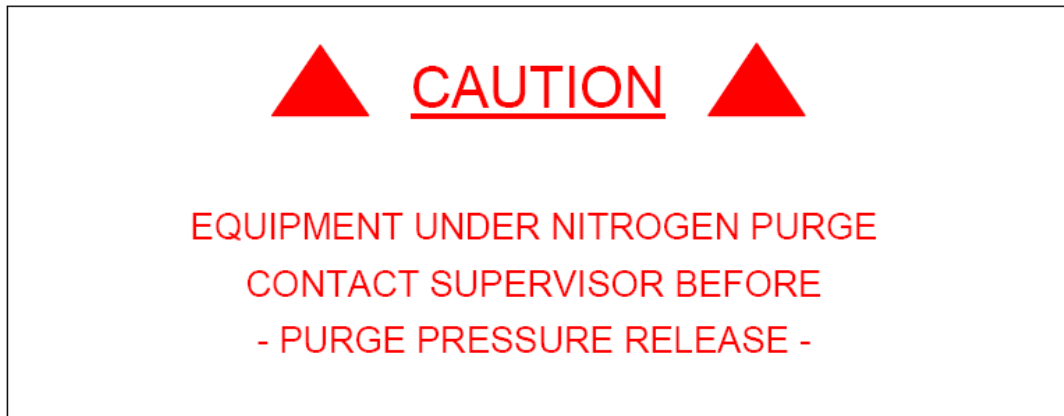 CAUTION
EQUIPMENT UNDER NITROGEN PURGE
CONTACT SUPERVISOR BEFORE
- PURGE PRESSURE RELEASE -